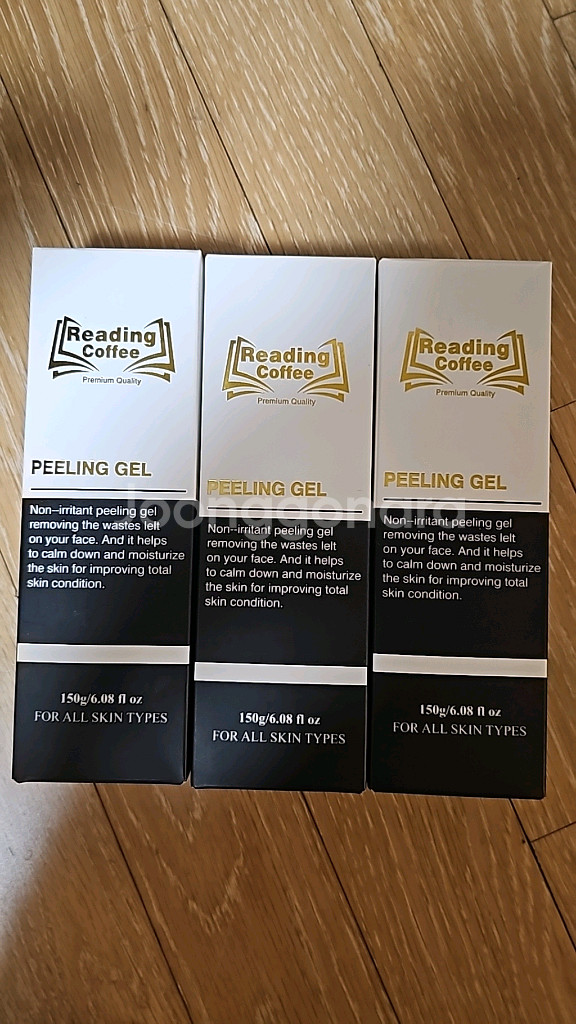 Reading
Coffee
Premium Quality
PEELING GEL
Non-irritant peeling gel
removing the wastes left
on your face. And it helps
to calm down and moisturize
the skin for improving total
skin condition.
150g/6.08 fl oz
FOR ALL SKIN TYPES
Reading
Coffee
Premium Quality
PEELING GEL
Non-irritant peeling gel
removing the wastes left
on your face. And it helps
to calm down and moisturize
the skin for improving total
skin condition.
150g/6.08 fl oz
FOR ALL SKIN TYPES
Reading
Coffee
Premium Quality
PEELING GEL
Non-irritant peeling gel
removing the wastes left
on your face. And it helps
to calm down and moisturize
the skin for improving total
skin condition.
150g/6.08 fl oz
FOR ALL SKIN TYPES
joonggonara